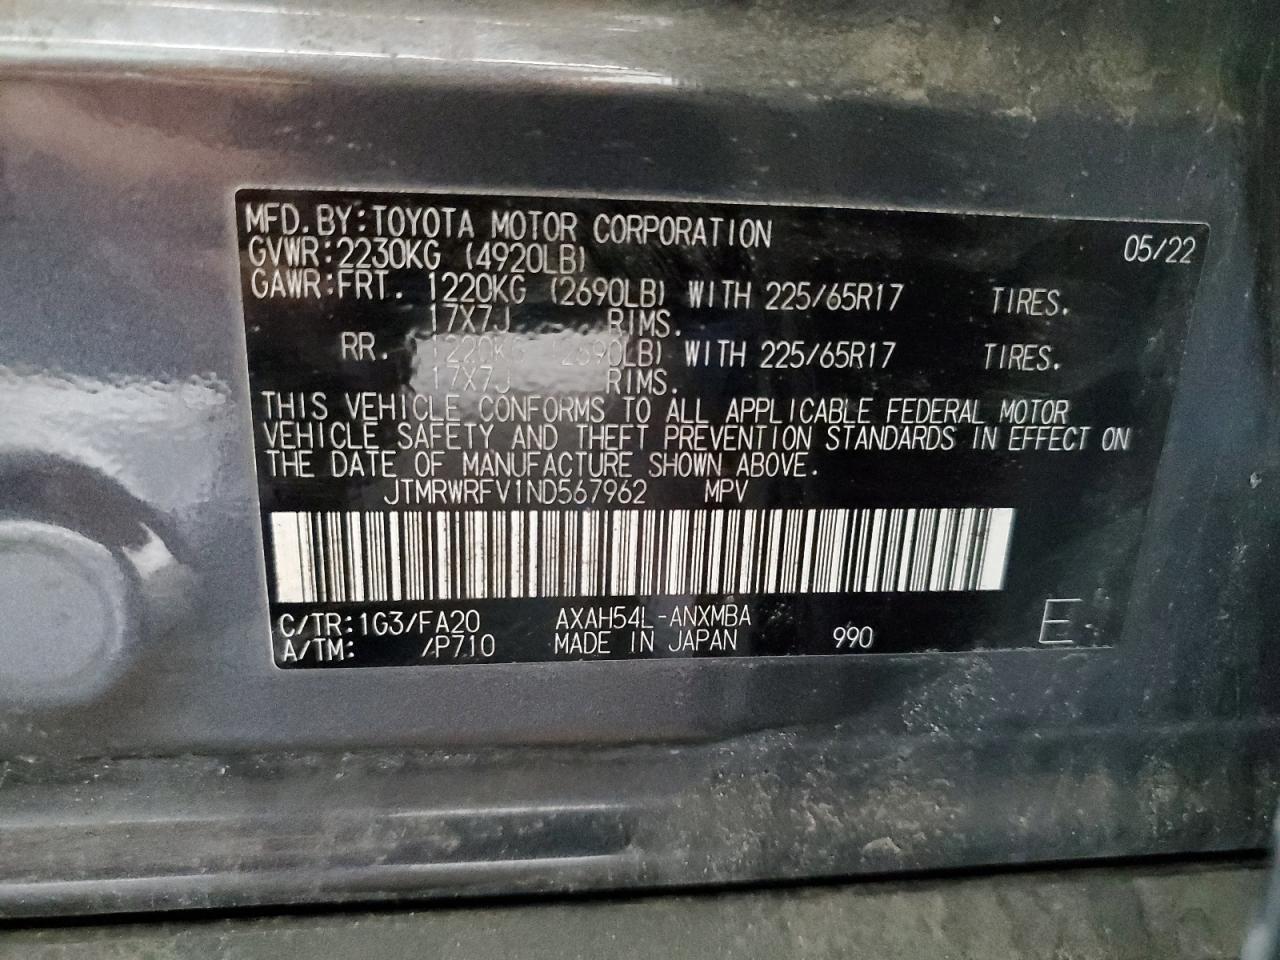 MFD.BY:TOYOTA MOTOR CORPORATION 05/22
GVWR:2230KG (4920LB)
GAWR:FRT. 1220KG (2690LB) WITH 225/65R17 TIRES.
17X7J RIMS.
RR. 1220KG (2690LB) WITH 225/65R17 TIRES.
17X7J RIMS.
THIS VEHICLE CONFORMS TO ALL APPLICABLE FEDERAL MOTOR
VEHICLE SAFETY AND THEFT PREVENTION STANDARDS IN EFFECT ON
THE DATE OF MANUFACTURE SHOWN ABOVE.
JTMRWRFV1ND567962 MPV
C/TR:1G3/FA20 AXAH54L-ANXMBA
A/TM: /P710 MADE IN JAPAN 990 E